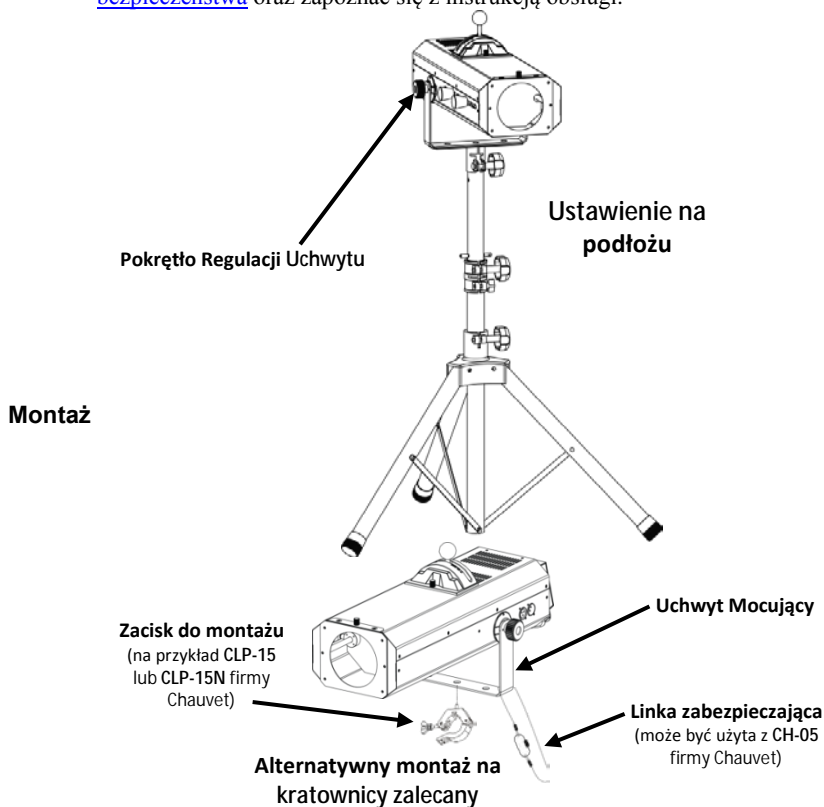 bezpieczeństwa oraz zapoznać się z instrukcją obsługi.
Ustawienie na
podłożu
Pokrętło Regulacji Uchwytu
Montaż
Uchwyt Mocujący
Zacisk do montażu
(na przykład CLP-15
lub CLP-15N firmy
Chauvet)
Linka zabezpieczająca
(może być użyta z CH-05
firmy Chauvet)
Alternatywny montaż na
kratownicy zalecany